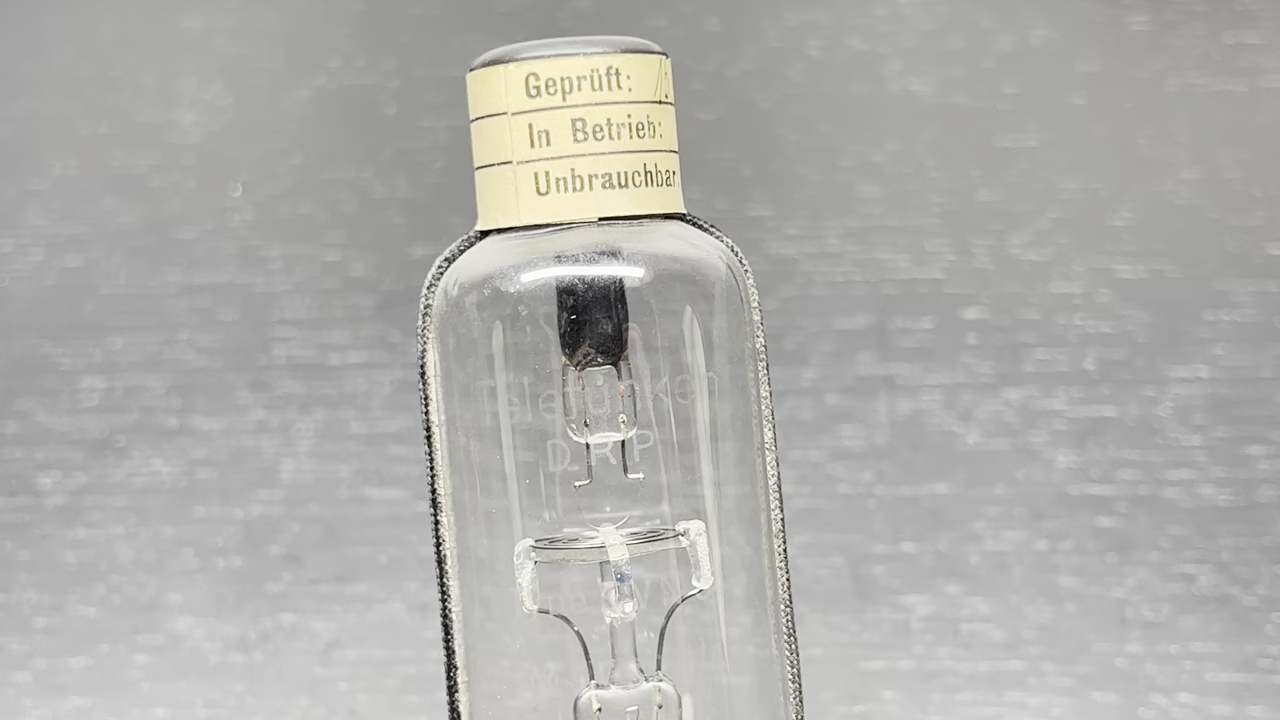 Geprüft:
In Betrieb:
Unbrauchbar
Telefunken
D.R.P